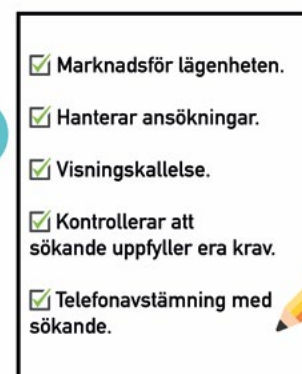 Marknadsför lägenheten.
Hanterar ansökningar.
Visningskallelse.
Kontrollerar att
sökande uppfyller era krav.
Telefonavstämning med
sökande.